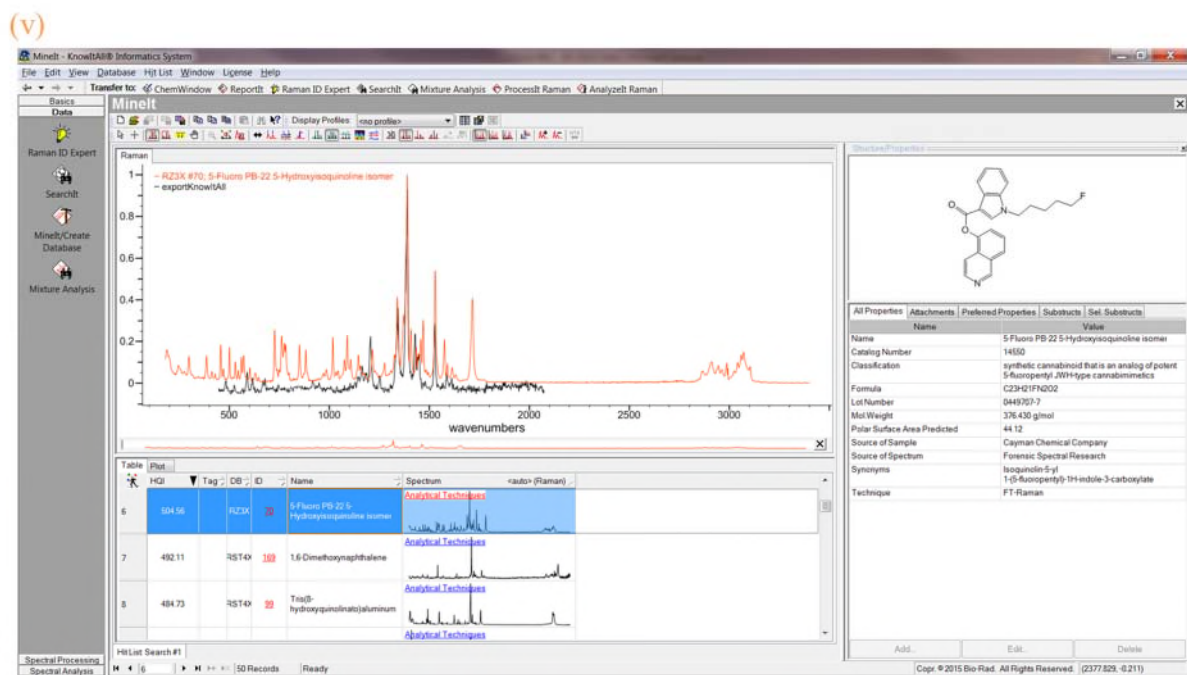 (v)
MineIt - KnowItAll® Informatics System
File Edit View Database Hit List Window License Help
Transfer to: ChemWindow ReportIt Raman ID Expert SearchIt Mixture Analysis ProcessIt Raman AnalyzeIt Raman
Basics
Data
Raman ID Expert
SearchIt
MineIt/Create
Database
Mixture Analysis
Spectral Processing
Spectral Analysis
MineIt
Display Profiles: <no profile>
Raman
RZ3X #70; 5-Fluoro PB-22 5-Hydroxyisoquinoline isomer
exportKnowItAll
1
0.8
0.6
0.4
0.2
0
500 1000 1500 2000 2500 3000
wavenumbers
Table Plot
HQI Tag DB ID Name Spectrum <auto> (Raman)
6 504.56 RZ3X 70 5-Fluoro PB-22 5-
Hydroxyisoquinoline isomer
Analytical Techniques
7 492.11 RST4X 169 1,6-Dimethoxynaphthalene
Analytical Techniques
8 484.73 RST4X 99 Tris(8-
hydroxyquinolinato)aluminum
Analytical Techniques
Analytical Techniques
HitList Search #1
6 50 Records Ready
Structure/Properties
O
O
N
F
N
All Properties Attachments Preferred Properties Substructs Sel. Substructs
Name Value
Name 5-Fluoro PB-22 5-Hydroxyisoquinoline isomer
Catalog Number 14550
Classification synthetic cannabinoid that is an analog of potent
5-fluoropentyl JWH-type cannabimimetics
Formula C23H21FN2O2
Lot Number 0449707-7
Mol Weight 376.430 g/mol
Polar Surface Area Predicted 44.12
Source of Sample Cayman Chemical Company
Source of Spectrum Forensic Spectral Research
Synonyms Isoquinolin-5-yl
1-(5-fluoropentyl)-1H-indole-3-carboxylate
Technique FT-Raman
Add... Edit... Delete
Copr. © 2015 Bio-Rad. All Rights Reserved. (2377.829, -0.211)